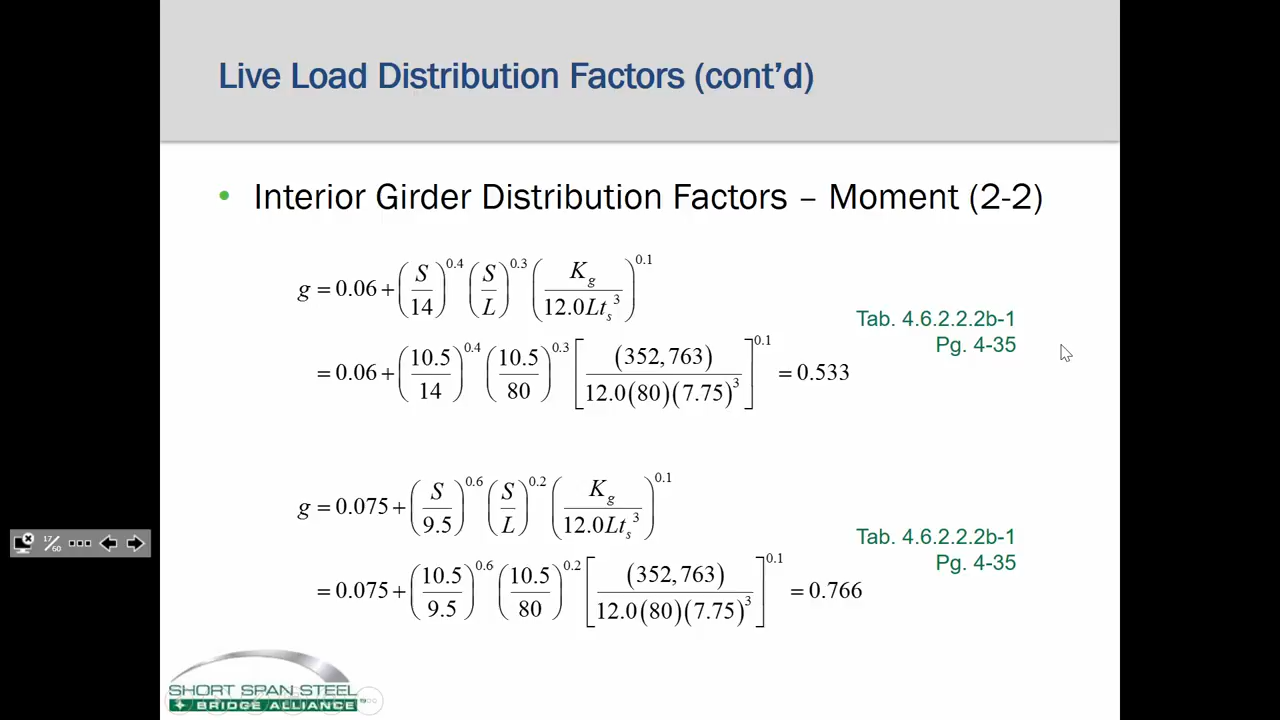 Live Load Distribution Factors (cont’d)
• Interior Girder Distribution Factors – Moment (2-2)
g = 0.06 + (S/14)^0.4 (S/L)^0.3 (K_g/12.0Lt_s^3)^0.1
Tab. 4.6.2.2.2b-1
Pg. 4-35
= 0.06 + (10.5/14)^0.4 (10.5/80)^0.3 [(352,763)/12.0(80)(7.75)^3]^0.1 = 0.533
g = 0.075 + (S/9.5)^0.6 (S/L)^0.2 (K_g/12.0Lt_s^3)^0.1
Tab. 4.6.2.2.2b-1
Pg. 4-35
= 0.075 + (10.5/9.5)^0.6 (10.5/80)^0.2 [(352,763)/12.0(80)(7.75)^3]^0.1 = 0.766
17/60
SHORT SPAN STEEL
BRIDGE ALLIANCE